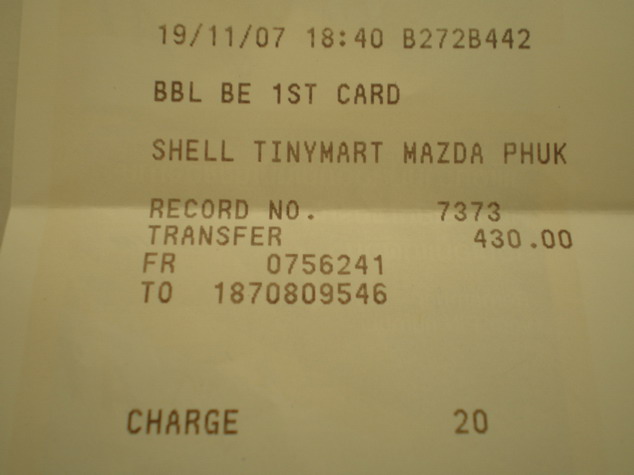 19/11/07 18:40 B272B442
BBL BE 1ST CARD
SHELL TINYMART MAZDA PHUK
RECORD NO. 7373
TRANSFER 430.00
FR 0756241
TO 1870809546
CHARGE 20